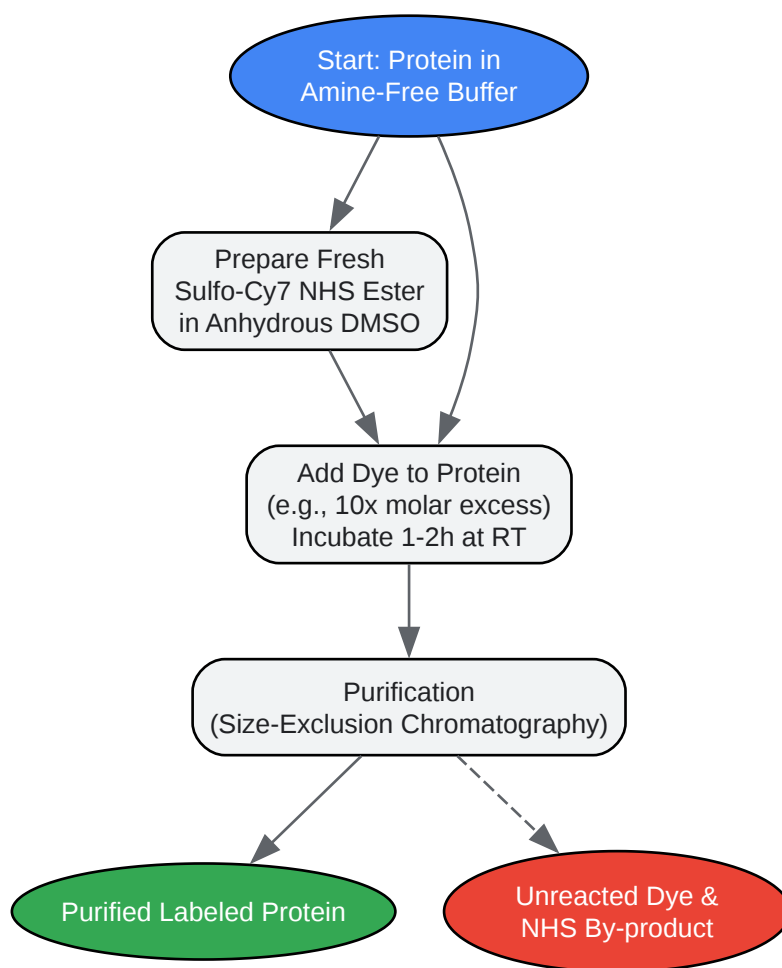 Start: Protein in
Amine-Free Buffer
Prepare Fresh
Sulfo-Cy7 NHS Ester
in Anhydrous DMSO
Add Dye to Protein
(e.g., 10x molar excess)
Incubate 1-2h at RT
Purification
(Size-Exclusion Chromatography)
Purified Labeled Protein
Unreacted Dye &
NHS By-product